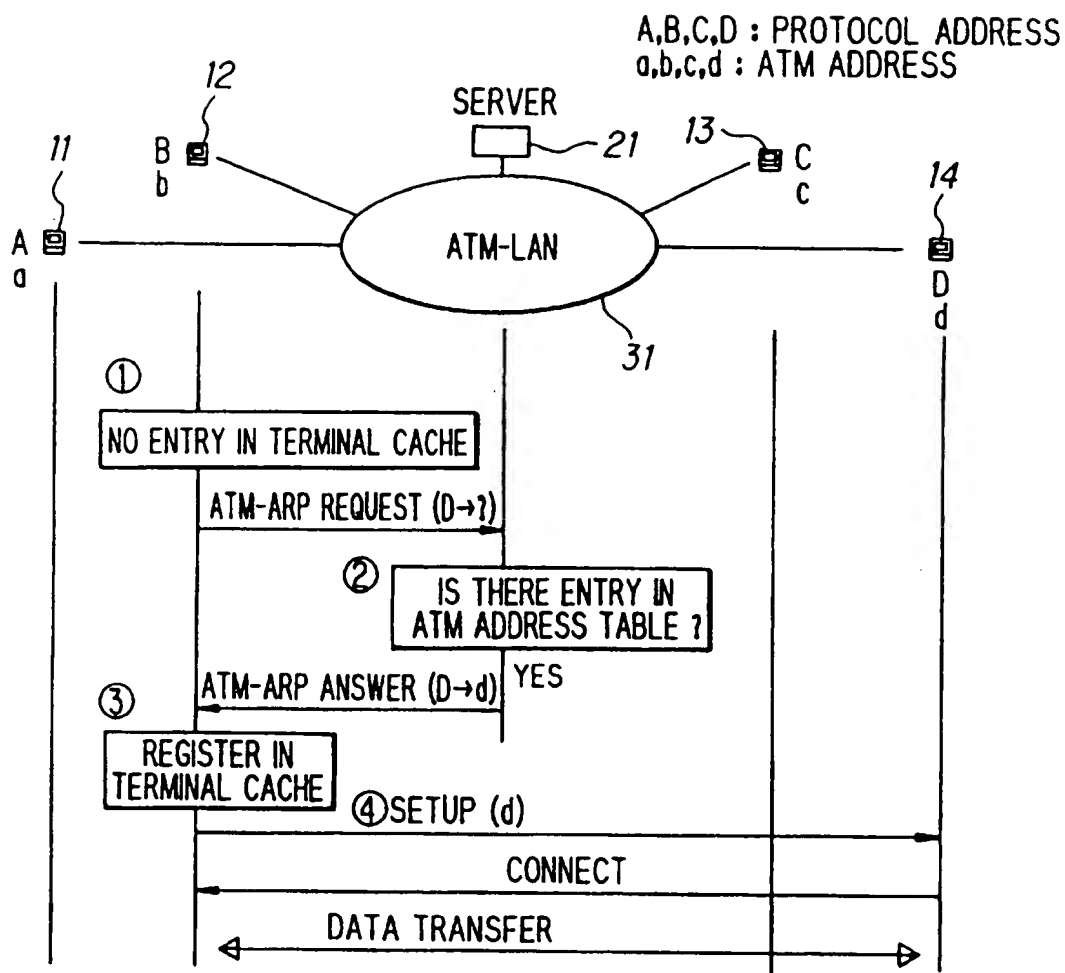 A,B,C,D : PROTOCOL ADDRESS
a,b,c,d : ATM ADDRESS
12
SERVER
11
B
b
21
13
C
c
14
A
a
ATM-LAN
D
d
31
①
NO ENTRY IN TERMINAL CACHE
ATM-ARP REQUEST (D→?)
②
IS THERE ENTRY IN
ATM ADDRESS TABLE ?
YES
ATM-ARP ANSWER (D→d)
③
REGISTER IN
TERMINAL CACHE
④SETUP (d)
CONNECT
DATA TRANSFER